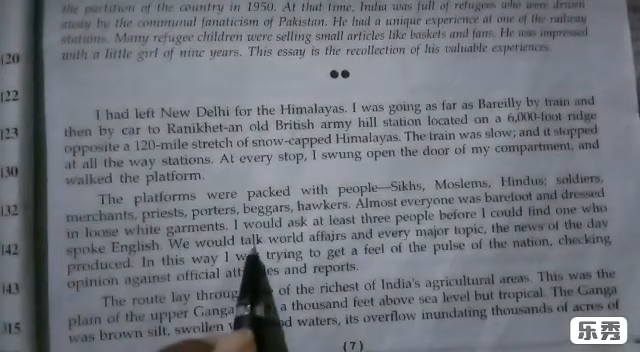 the partition of the country in 1950. At that time, India was full of refugees who were driven
away by the communal fanaticism of Pakistan. He had a unique experience at one of the railway
stations. Many refugee children were selling small articles like baskets and fans. He was impressed
with a little girl of nine years. This essay is the recollection of his valuable experiences.
I had left New Delhi for the Himalayas. I was going as far as Bareilly by train and
then by car to Ranikhet-an old British army hill station located on a 6,000-foot ridge
opposite a 120-mile stretch of snow-capped Himalayas. The train was slow; and it stopped
at all the way stations. At every stop, I swung open the door of my compartment, and
walked the platform.
The platforms were packed with people—Sikhs, Moslems, Hindus; soldiers,
merchants, priests, porters, beggars, hawkers. Almost everyone was barefoot and dressed
in loose white garments. I would ask at least three people before I could find one who
spoke English. We would talk world affairs and every major topic, the news of the day
produced. In this way I trying to get a feel of the pulse of the nation, checking
opinion against official and reports.
The route lay of the richest of India's agricultural areas. This was the
plain of the upper a thousand feet above sea level but tropical. The Ganga
was brown silt, swollen waters, its overflow inundating thousands of acres of
(7)
120
122
123
130
132
142
143
315
乐秀